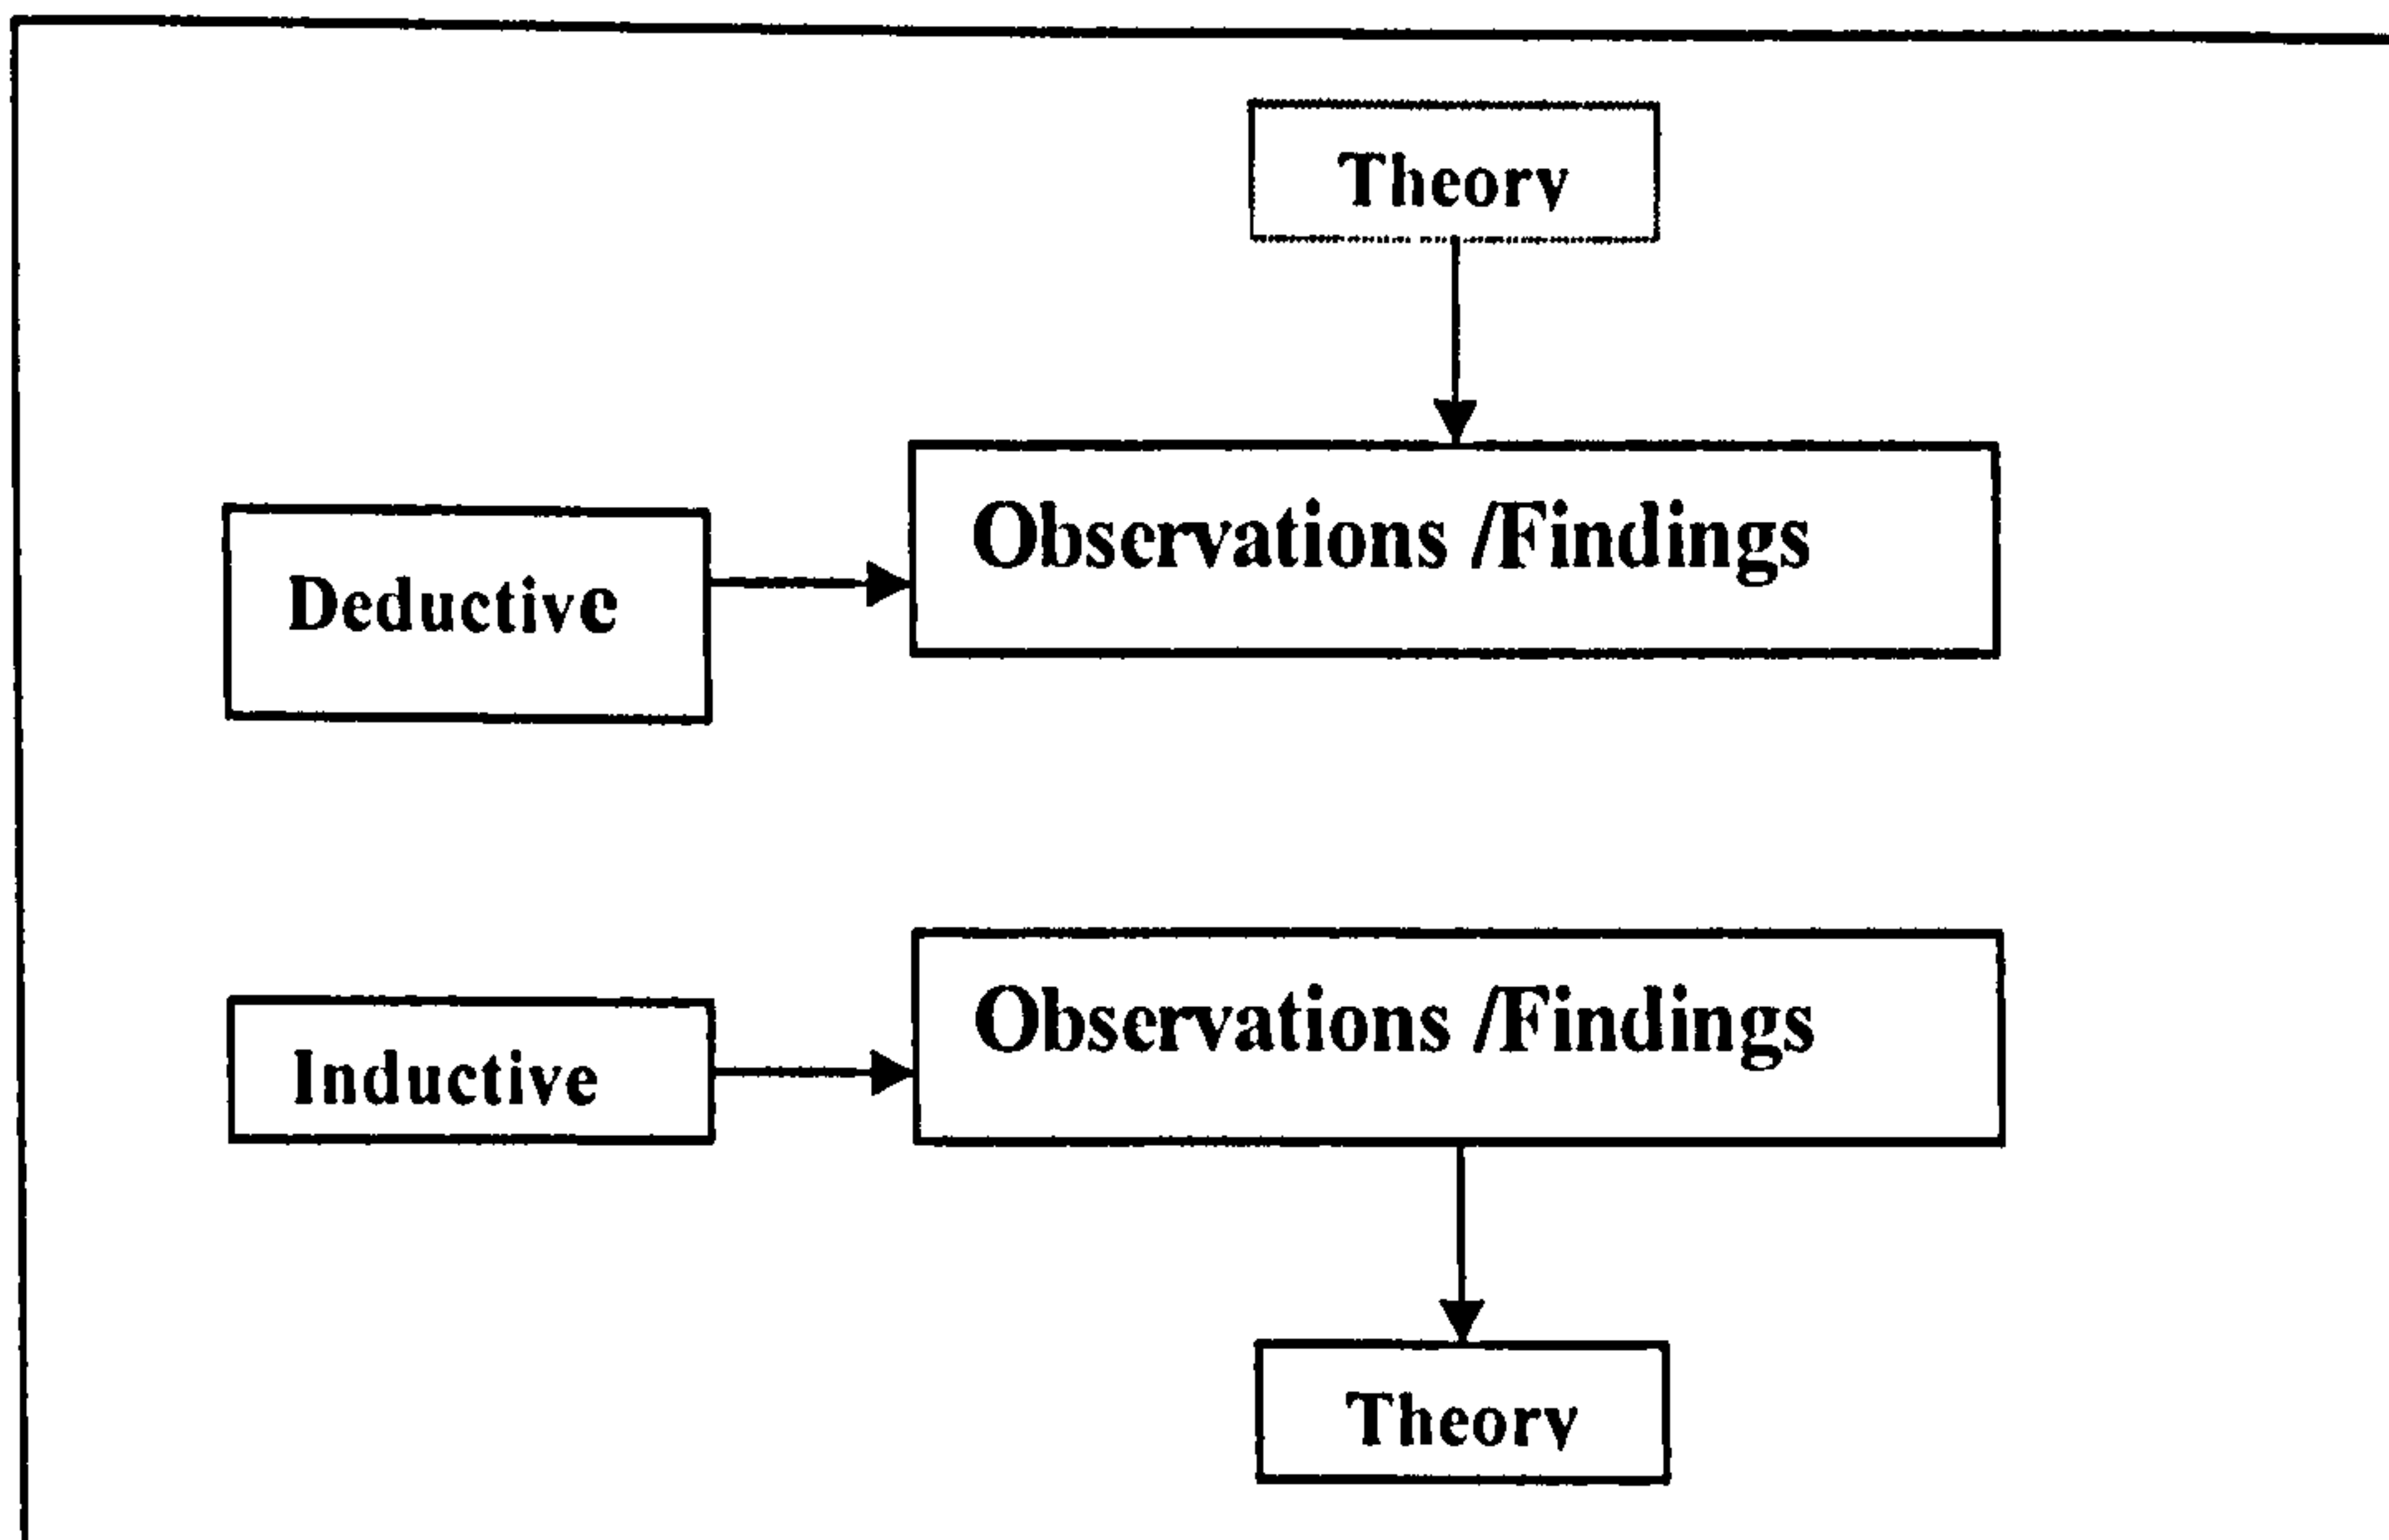 Theory
Observations /Findings
Deductive
Observations /Findings
Inductive
Theory